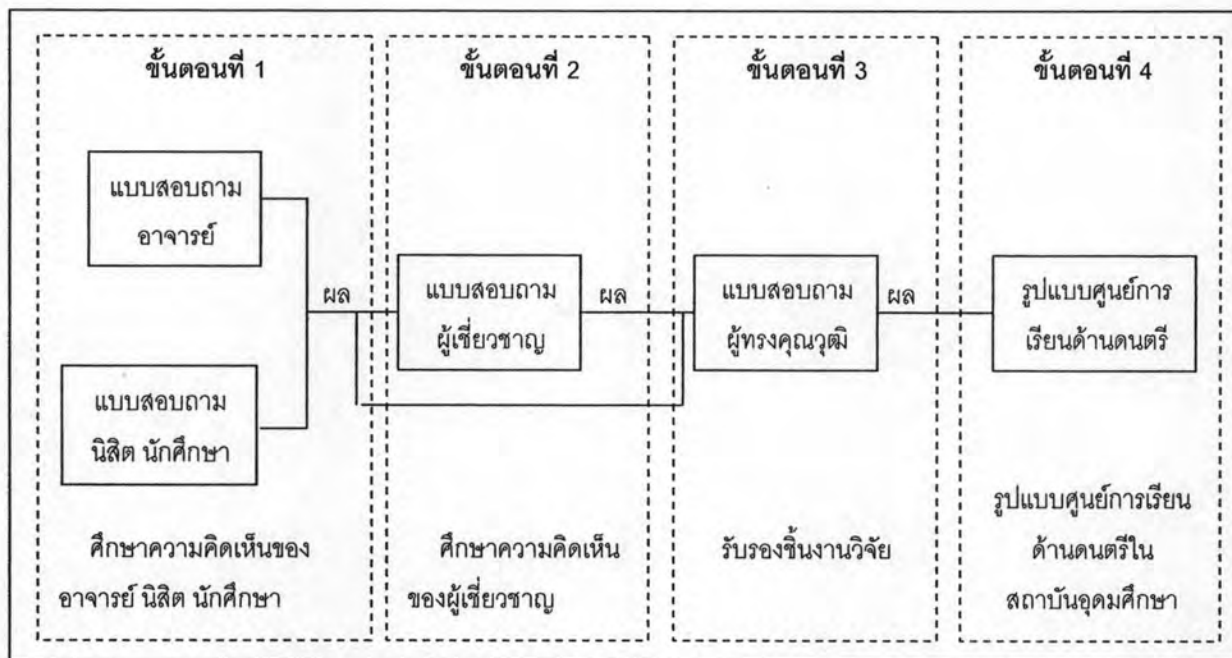 ขั้นตอนที่ 1
แบบสอบถาม
อาจารย์
แบบสอบถาม
นิสิต นักศึกษา
ผล
ศึกษาความคิดเห็นของ
อาจารย์ นิสิต นักศึกษา
ขั้นตอนที่ 2
แบบสอบถาม
ผู้เชี่ยวชาญ
ผล
ศึกษาความคิดเห็น
ของผู้เชี่ยวชาญ
ขั้นตอนที่ 3
แบบสอบถาม
ผู้ทรงคุณวุฒิ
ผล
รับรองชิ้นงานวิจัย
ขั้นตอนที่ 4
รูปแบบศูนย์การ
เรียนด้านดนตรี
รูปแบบศูนย์การเรียน
ด้านดนตรีใน
สถาบันอุดมศึกษา